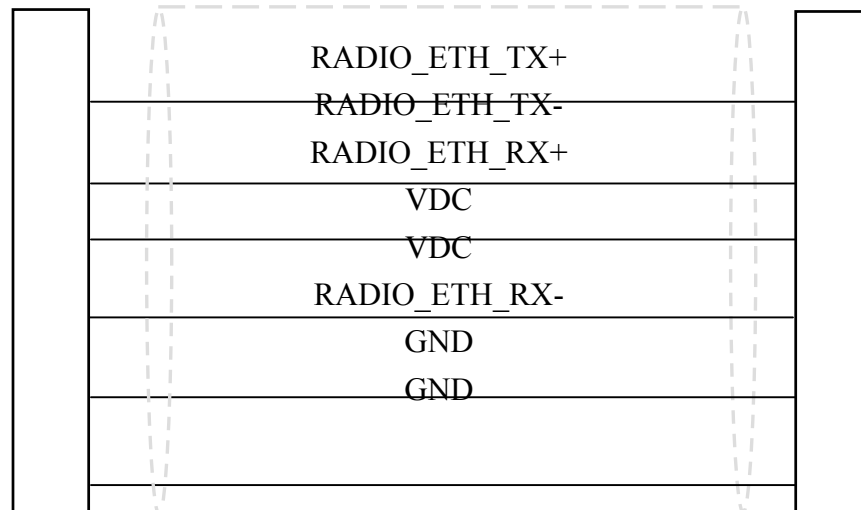 RADIO_ETH_TX+
RADIO_ETH_TX-
RADIO_ETH_RX+
VDC
VDC
RADIO_ETH_RX-
GND
GND